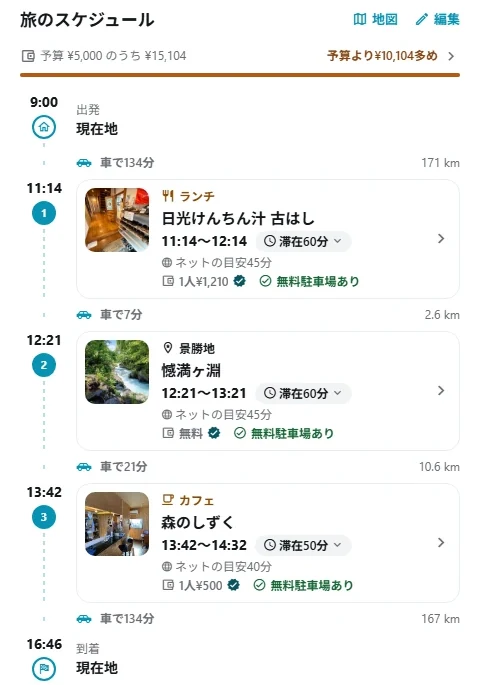 旅のスケジュール
地図
編集
予算 ¥5,000 のうち ¥15,104
予算より¥10,104多め
9:00
出発
現在地
車で134分
171 km
11:14
1
ランチ
日光けんちん汁 古はし
11:14〜12:14
滞在60分
ネットの目安45分
1人¥1,210
無料駐車場あり
車で7分
2.6 km
12:21
2
景勝地
憾満ヶ淵
12:21〜13:21
滞在60分
ネットの目安45分
無料
無料駐車場あり
車で21分
10.6 km
13:42
3
カフェ
森のしずく
13:42〜14:32
滞在50分
ネットの目安40分
1人¥500
無料駐車場あり
車で134分
167 km
16:46
到着
現在地